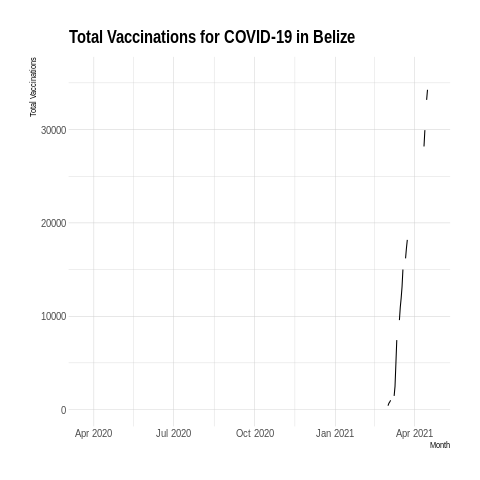 Total Vaccinations for COVID-19 in Belize
Total Vaccinations
30000
20000
10000
0
Apr 2020 Jul 2020 Oct 2020 Jan 2021 Apr 2021
Month